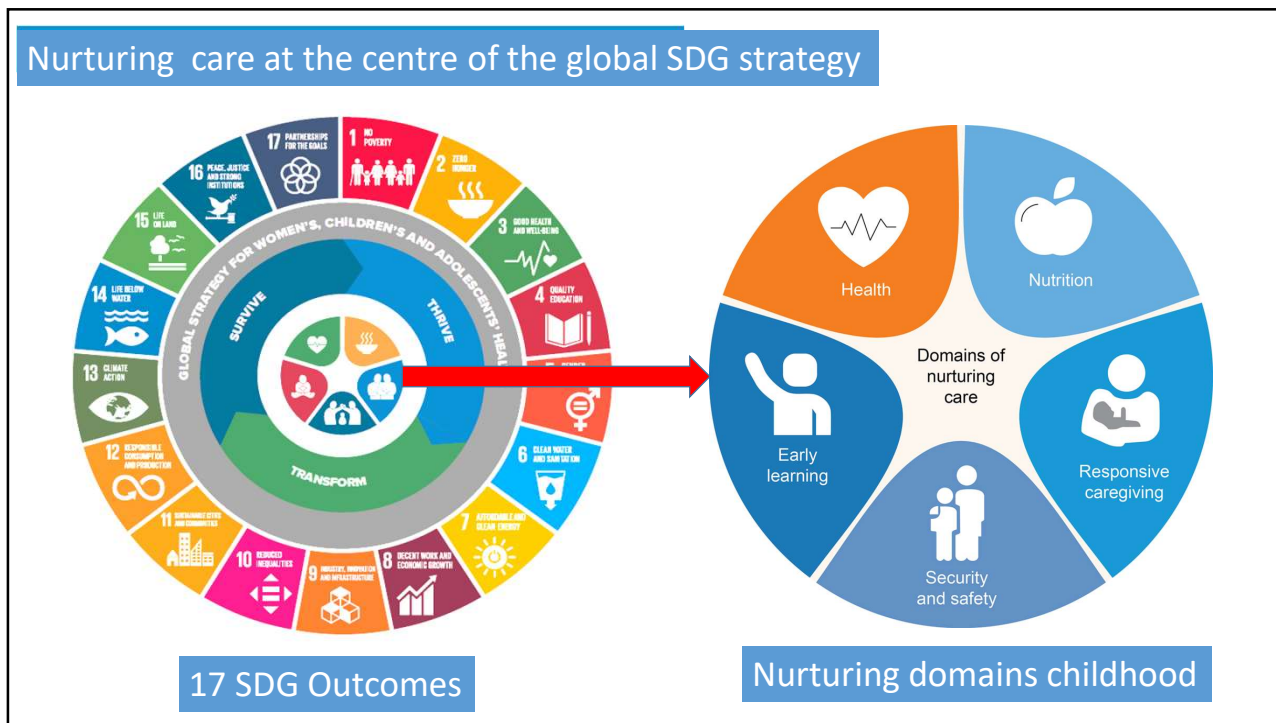 Nurturing care at the centre of the global SDG strategy
1 NO
POVERTY
2 ZERO
HUNGER
3 GOOD HEALTH
AND WELL-BEING
4 QUALITY
EDUCATION
6 CLEAN WATER
AND SANITATION
7 AFFORDABLE AND
CLEAN ENERGY
8 DECENT WORK AND
ECONOMIC GROWTH
9 INDUSTRY, INNOVATION
AND INFRASTRUCTURE
10 REDUCED
INEQUALITIES
11 SUSTAINABLE CITIES
AND COMMUNITIES
12 RESPONSIBLE
CONSUMPTION
AND PRODUCTION
13 CLIMATE
ACTION
14 LIFE BELOW
WATER
15 LIFE
ON LAND
16 PEACE, JUSTICE
AND STRONG
INSTITUTIONS
17 PARTNERSHIPS
FOR THE GOALS
GLOBAL STRATEGY FOR WOMEN'S, CHILDREN'S AND ADOLESCENTS' HEAL
SURVIVE
THRIVE
TRANSFORM
Health
Nutrition
Domains of
nurturing
care
Early
learning
Responsive
caregiving
Security
and safety
17 SDG Outcomes
Nurturing domains childhood